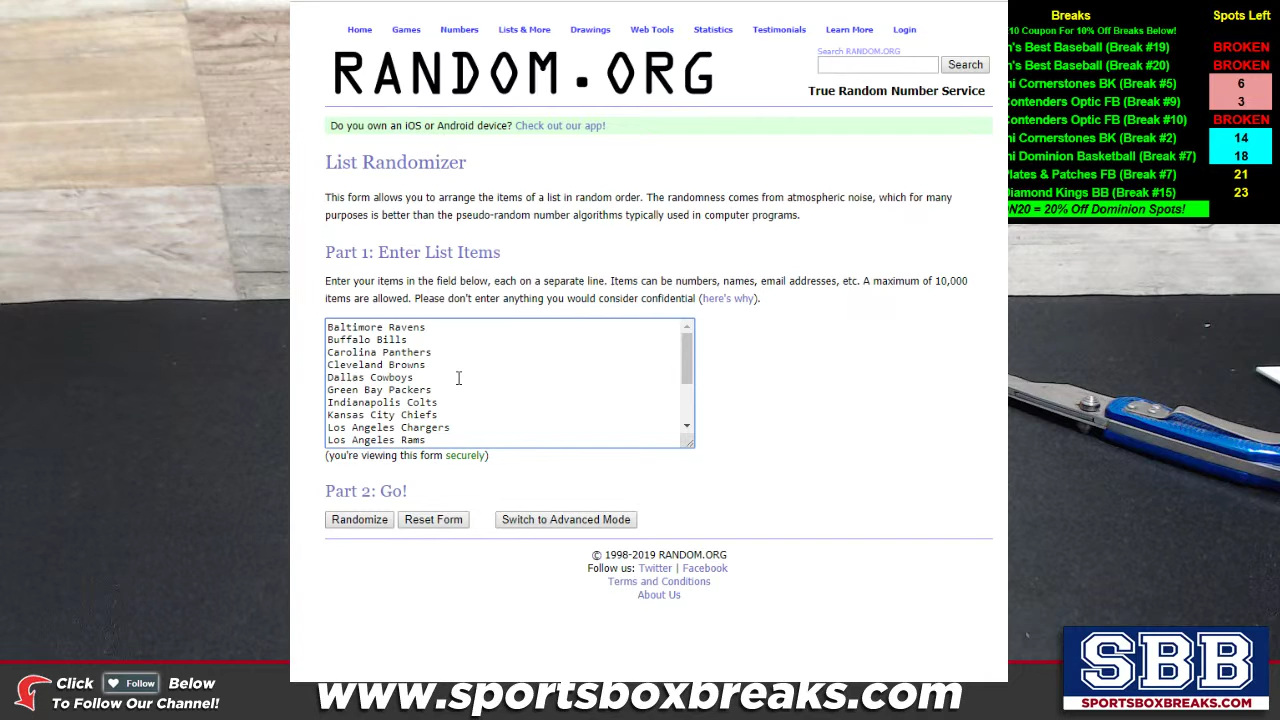 Home Games Numbers Lists & More Drawings Web Tools Statistics Testimonials Learn More Login
RANDOM.ORG
Search RANDOM.ORG
Search
True Random Number Service
Do you own an iOS or Android device? Check out our app!
List Randomizer
This form allows you to arrange the items of a list in random order. The randomness comes from atmospheric noise, which for many
purposes is better than the pseudo-random number algorithms typically used in computer programs.
Part 1: Enter List Items
Enter your items in the field below, each on a separate line. Items can be numbers, names, email addresses, etc. A maximum of 10,000
items are allowed. Please don't enter anything you would consider confidential (here's why).
Baltimore Ravens
Buffalo Bills
Carolina Panthers
Cleveland Browns
Dallas Cowboys
Green Bay Packers
Indianapolis Colts
Kansas City Chiefs
Los Angeles Chargers
Los Angeles Rams
(you're viewing this form securely)
Part 2: Go!
Randomize Reset Form Switch to Advanced Mode
© 1998-2019 RANDOM.ORG
Follow us: Twitter | Facebook
Terms and Conditions
About Us
Breaks Spots Left
10 Coupon For 10% Off Breaks Below!
n's Best Baseball (Break #19) BROKEN
n's Best Baseball (Break #20) BROKEN
ni Cornerstones BK (Break #5) 6
Contenders Optic FB (Break #9) 3
Contenders Optic FB (Break #10) BROKEN
ni Cornerstones BK (Break #2) 14
ni Dominion Basketball (Break #7) 18
Plates & Patches FB (Break #7) 21
Diamond Kings BB (Break #15) 23
N20 = 20% Off Dominion Spots!
Click Follow Below
To Follow Our Channel!
www.sportsboxbreaks.com
SBB
SPORTSBOXBREAKS.COM